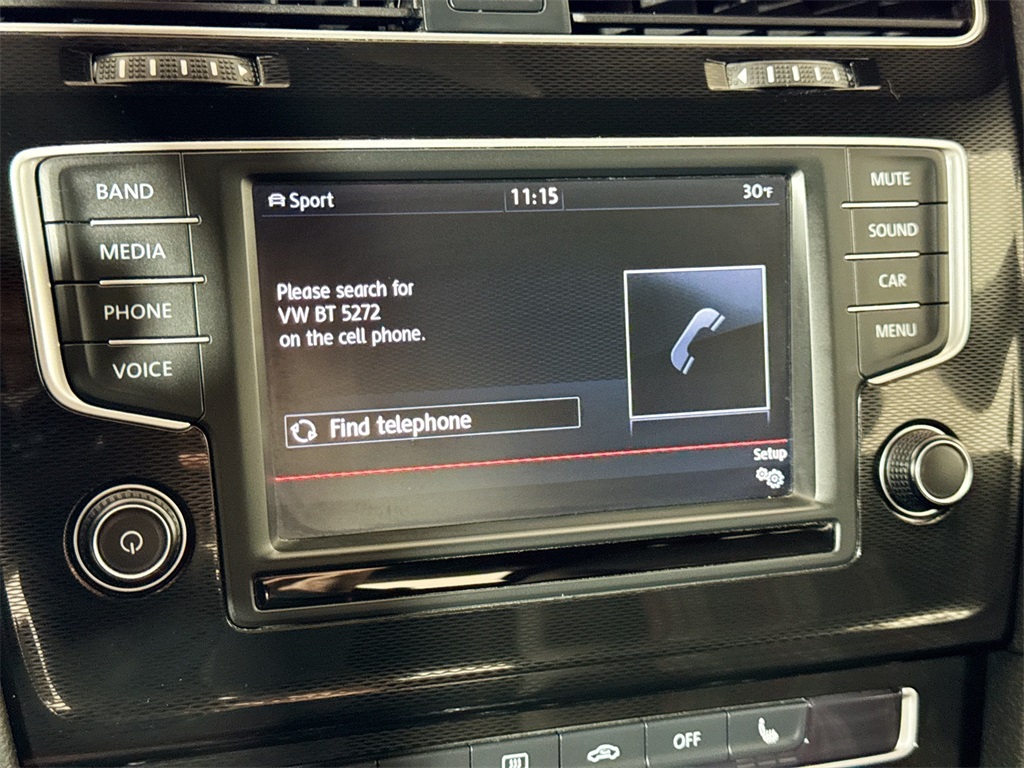 BAND
MEDIA
PHONE
VOICE
Sport 11:15 30°F
Please search for
VW BT 5272
on the cell phone.
Find telephone
Setup
MUTE
SOUND
CAR
MENU
OFF